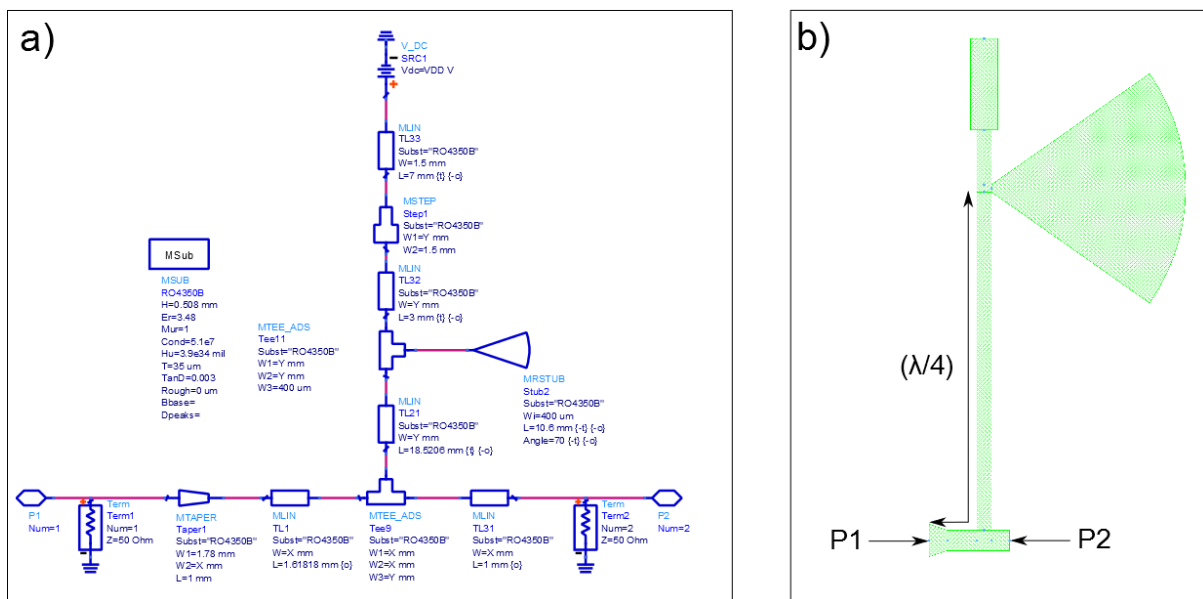 a)
V_DC
SRC1
Vdc=VDD V
MLIN
TL33
Subst="RO4350B"
W=1.5 mm
L=7 mm {t} {-o}
MSTEP
Step1
Subst="RO4350B"
W1=Y mm
W2=1.5 mm
MLIN
TL32
Subst="RO4350B"
W=Y mm
L=3 mm {t} {-o}
MSub
MSUB
RO4350B
H=0.508 mm
Er=3.48
Mur=1
Cond=5.1e7
Hu=3.9e34 mil
T=35 um
TanD=0.003
Rough=0 um
Bbase=
Dpeaks=
MTEE_ADS
Tee11
Subst="RO4350B"
W1=Y mm
W2=Y mm
W3=400 um
MRSTUB
Stub2
Subst="RO4350B"
Wi=400 um
L=10.6 mm {-t} {-o}
Angle=70 {-t} {-o}
MLIN
TL21
Subst="RO4350B"
W=Y mm
L=18.5206 mm {t} {-o}
P1
Num=1
Term
Term1
Num=1
Z=50 Ohm
MTAPER
Taper1
Subst="RO4350B"
W1=1.78 mm
W2=X mm
L=1 mm
MLIN
TL1
Subst="RO4350B"
W=X mm
L=1.61818 mm {o}
MTEE_ADS
Tee9
Subst="RO4350B"
W1=X mm
W2=X mm
W3=Y mm
MLIN
TL31
Subst="RO4350B"
W=X mm
L=1 mm {o}
Term
Term2
Num=2
Z=50 Ohm
P2
Num=2
b)
(λ/4)
P1
P2